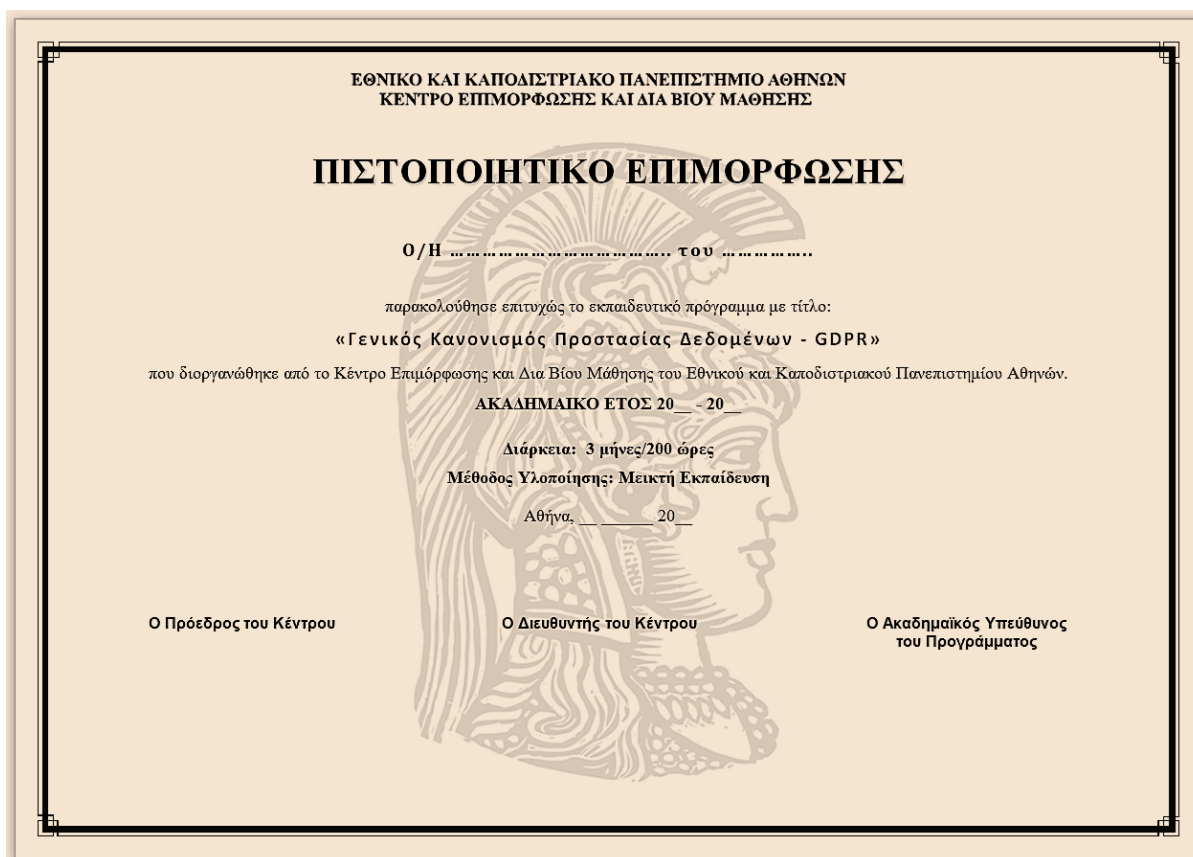 ΕΘΝΙΚΟ ΚΑΙ ΚΑΠΟΔΙΣΤΡΙΑΚΟ ΠΑΝΕΠΙΣΤΗΜΙΟ ΑΘΗΝΩΝ
ΚΕΝΤΡΟ ΕΠΙΜΟΡΦΩΣΗΣ ΚΑΙ ΔΙΑ ΒΙΟΥ ΜΑΘΗΣΗΣ
ΠΙΣΤΟΠΟΙΗΤΙΚΟ ΕΠΙΜΟΡΦΩΣΗΣ
Ο/Η ………………………………….. του ……………..
παρακολούθησε επιτυχώς το εκπαιδευτικό πρόγραμμα με τίτλο:
«Γενικός Κανονισμός Προστασίας Δεδομένων - GDPR»
που διοργανώθηκε από το Κέντρο Επιμόρφωσης και Δια Βίου Μάθησης του Εθνικού και Καποδιστριακού Πανεπιστημίου Αθηνών.
ΑΚΑΔΗΜΑΙΚΟ ΕΤΟΣ 20__ - 20__
Διάρκεια: 3 μήνες/200 ώρες
Μέθοδος Υλοποίησης: Μεικτή Εκπαίδευση
Αθήνα, __ ______ 20__
Ο Πρόεδρος του Κέντρου
Ο Διευθυντής του Κέντρου
Ο Ακαδημαϊκός Υπεύθυνος
του Προγράμματος